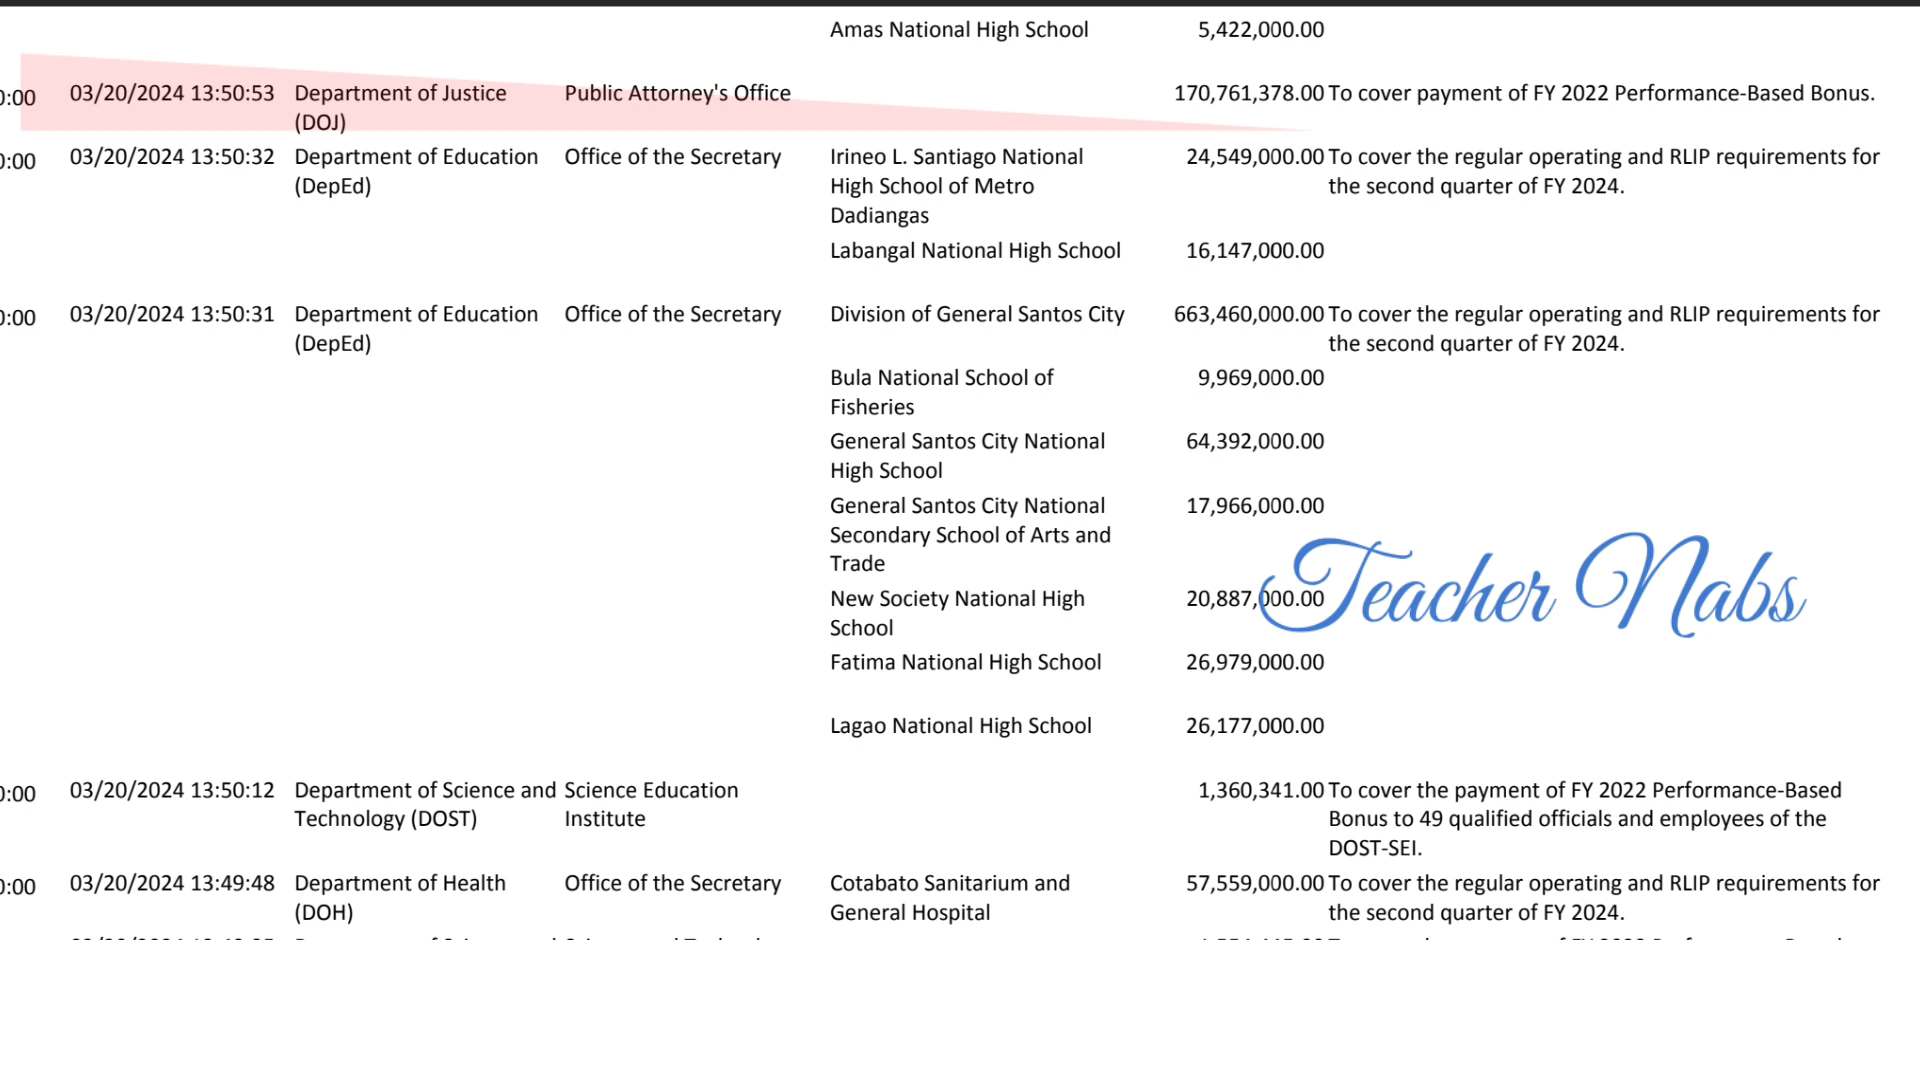 Amas National High School 5,422,000.00
0:00 03/20/2024 13:50:53 Department of Justice Public Attorney's Office 170,761,378.00 To cover payment of FY 2022 Performance-Based Bonus.
(DOJ)
0:00 03/20/2024 13:50:32 Department of Education Office of the Secretary Irineo L. Santiago National 24,549,000.00 To cover the regular operating and RLIP requirements for
(DepEd) High School of Metro the second quarter of FY 2024.
Dadiangas
Labangal National High School 16,147,000.00
0:00 03/20/2024 13:50:31 Department of Education Office of the Secretary Division of General Santos City 663,460,000.00 To cover the regular operating and RLIP requirements for
(DepEd) the second quarter of FY 2024.
Bula National School of 9,969,000.00
Fisheries
General Santos City National 64,392,000.00
High School
General Santos City National 17,966,000.00
Secondary School of Arts and
Trade
New Society National High 20,887,000.00
School
Teacher Nabs
Fatima National High School 26,979,000.00
Lagao National High School 26,177,000.00
0:00 03/20/2024 13:50:12 Department of Science and Science Education 1,360,341.00 To cover the payment of FY 2022 Performance-Based
Technology (DOST) Institute Bonus to 49 qualified officials and employees of the
DOST-SEI.
0:00 03/20/2024 13:49:48 Department of Health Office of the Secretary Cotabato Sanitarium and 57,559,000.00 To cover the regular operating and RLIP requirements for
(DOH) General Hospital the second quarter of FY 2024.